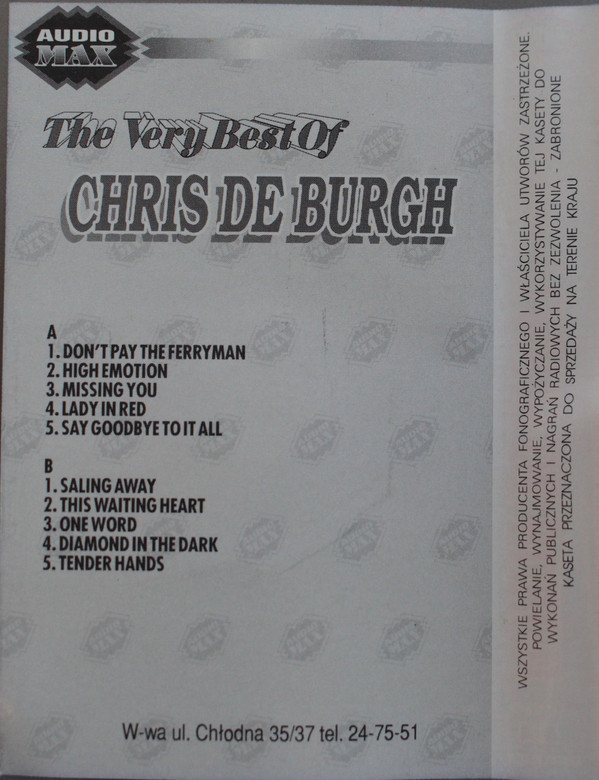 AUDIO
MAX
The Very Best Of
CHRIS DE BURGH
A
1. DON'T PAY THE FERRYMAN
2. HIGH EMOTION
3. MISSING YOU
4. LADY IN RED
5. SAY GOODBYE TO IT ALL
B
1. SALING AWAY
2. THIS WAITING HEART
3. ONE WORD
4. DIAMOND IN THE DARK
5. TENDER HANDS
W-wa ul. Chłodna 35/37 tel. 24-75-51
WSZYSTKIE PRAWA PRODUCENTA FONOGRAFICZNEGO I WŁAŚCICIELA UTWORÓW ZASTRZEŻONE.
POWIELANIE, WYNAJMOWANIE, WYPOŻYCZANIE, WYKORZYSTYWANIE TEJ KASETY DO
WYKONAŃ PUBLICZNYCH I NAGRAŃ RADIOWYCH BEZ ZEZWOLENIA - ZABRONIONE
KASETA PRZEZNACZONA DO SPRZEDAŻY NA TERENIE KRAJU